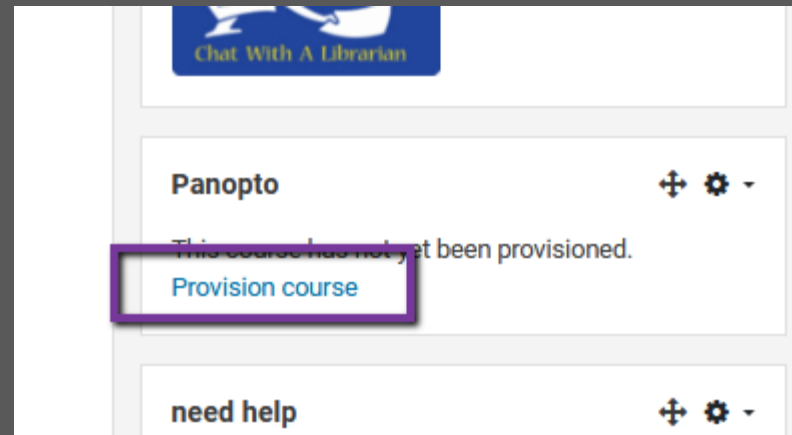 Chat With A Librarian
Panopto
This course has not yet been provisioned.
Provision course
need help